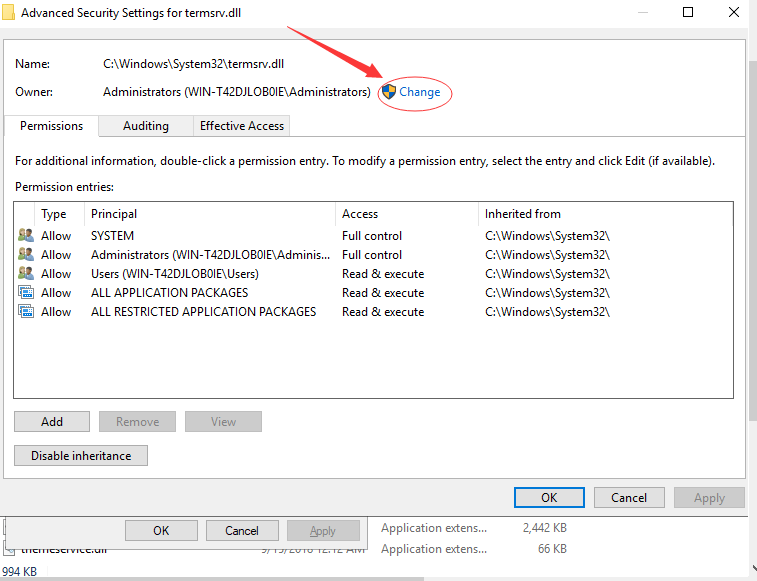 Advanced Security Settings for termsrv.dll
Name: C:\Windows\System32\termsrv.dll
Owner: Administrators (WIN-T42DJLOB0IE\Administrators) Change
Permissions Auditing Effective Access
For additional information, double-click a permission entry. To modify a permission entry, select the entry and click Edit (if available).
Permission entries:
Type Principal Access Inherited from
Allow SYSTEM Full control C:\Windows\System32\
Allow Administrators (WIN-T42DJLOB0IE\Adminis... Full control C:\Windows\System32\
Allow Users (WIN-T42DJLOB0IE\Users) Read & execute C:\Windows\System32\
Allow ALL APPLICATION PACKAGES Read & execute C:\Windows\System32\
Allow ALL RESTRICTED APPLICATION PACKAGES Read & execute C:\Windows\System32\
Add Remove View
Disable inheritance
OK Cancel Apply
OK Cancel Apply Application extens... 2,442 KB
themeservice.dll 9/15/2018 12:12 AM Application extens... 66 KB
994 KB